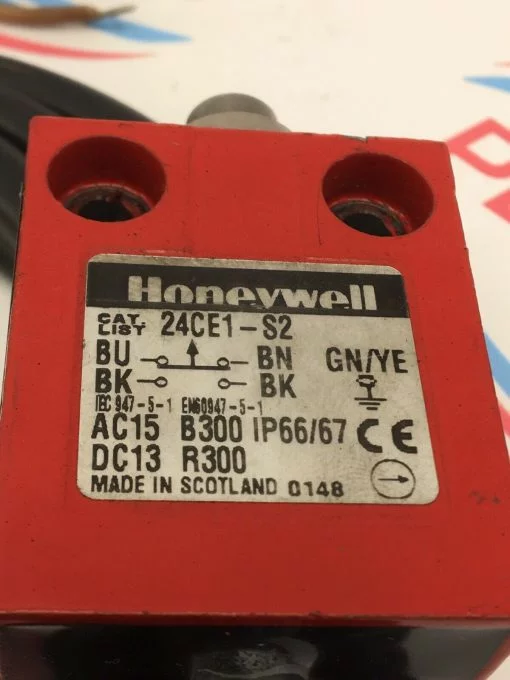 Honeywell
CAT. LIST 24CE1-S2
BU BN GN/YE
BK BK
IEC 947-5-1 EN60947-5-1
AC15 B300 IP66/67 CE
DC13 R300
MADE IN SCOTLAND 0148